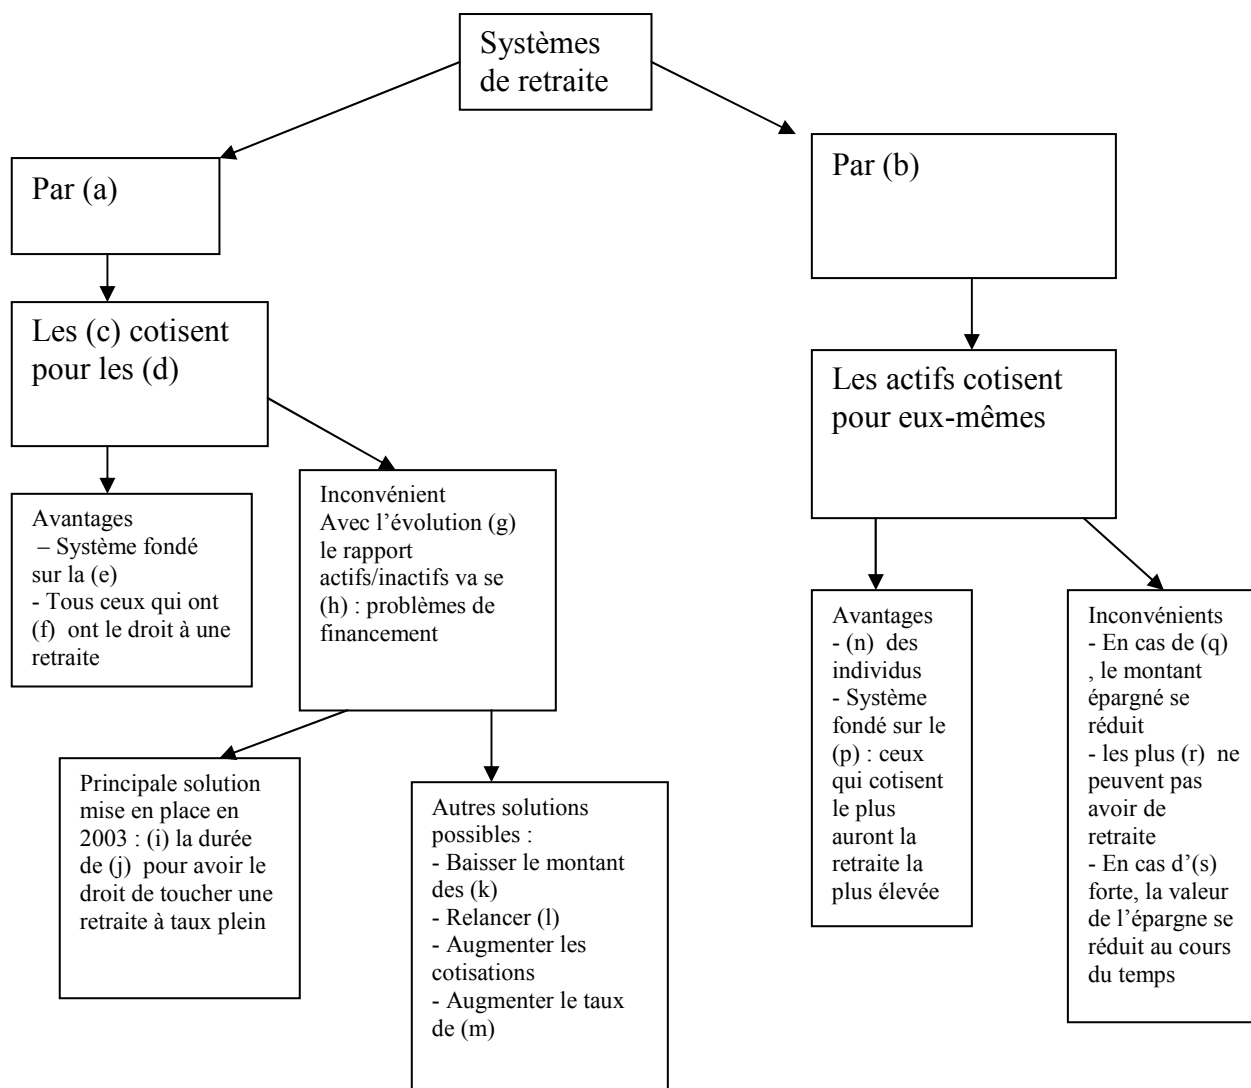 Systèmes
de retraite
Par (a)
Par (b)
Les (c) cotisent
pour les (d)
Les actifs cotisent
pour eux-mêmes
Avantages
– Système fondé
sur la (e)
- Tous ceux qui ont
(f) ont le droit à une
retraite
Inconvénient
Avec l’évolution (g)
le rapport
actifs/inactifs va se
(h) : problèmes de
financement
Avantages
- (n) des
individus
- Système
fondé sur le
(p) : ceux
qui cotisent
le plus
auront la
retraite la
plus élevée
Inconvénients
- En cas de (q)
, le montant
épargné se
réduit
- les plus (r) ne
peuvent pas
avoir de
retraite
- En cas d’(s)
forte, la valeur
de l’épargne se
réduit au cours
du temps
Principale solution
mise en place en
2003 : (i) la durée
de (j) pour avoir le
droit de toucher une
retraite à taux plein
Autres solutions
possibles :
- Baisser le montant
des (k)
- Relancer (l)
- Augmenter les
cotisations
- Augmenter le taux
de (m)